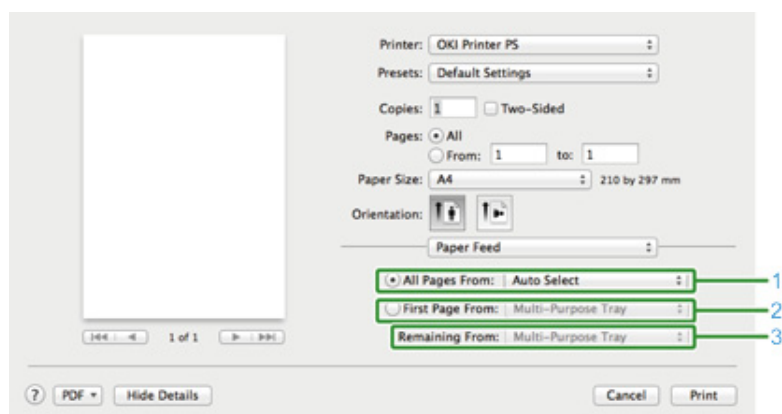 Printer: OKI Printer PS
Presets: Default Settings
Copies: 1 Two-Sided
Pages: All
From: 1 to: 1
Paper Size: A4 210 by 297 mm
Orientation:
Paper Feed
All Pages From: Auto Select 1
First Page From: Multi-Purpose Tray 2
Remaining From: Multi-Purpose Tray 3
1 of 1
? PDF Hide Details Cancel Print